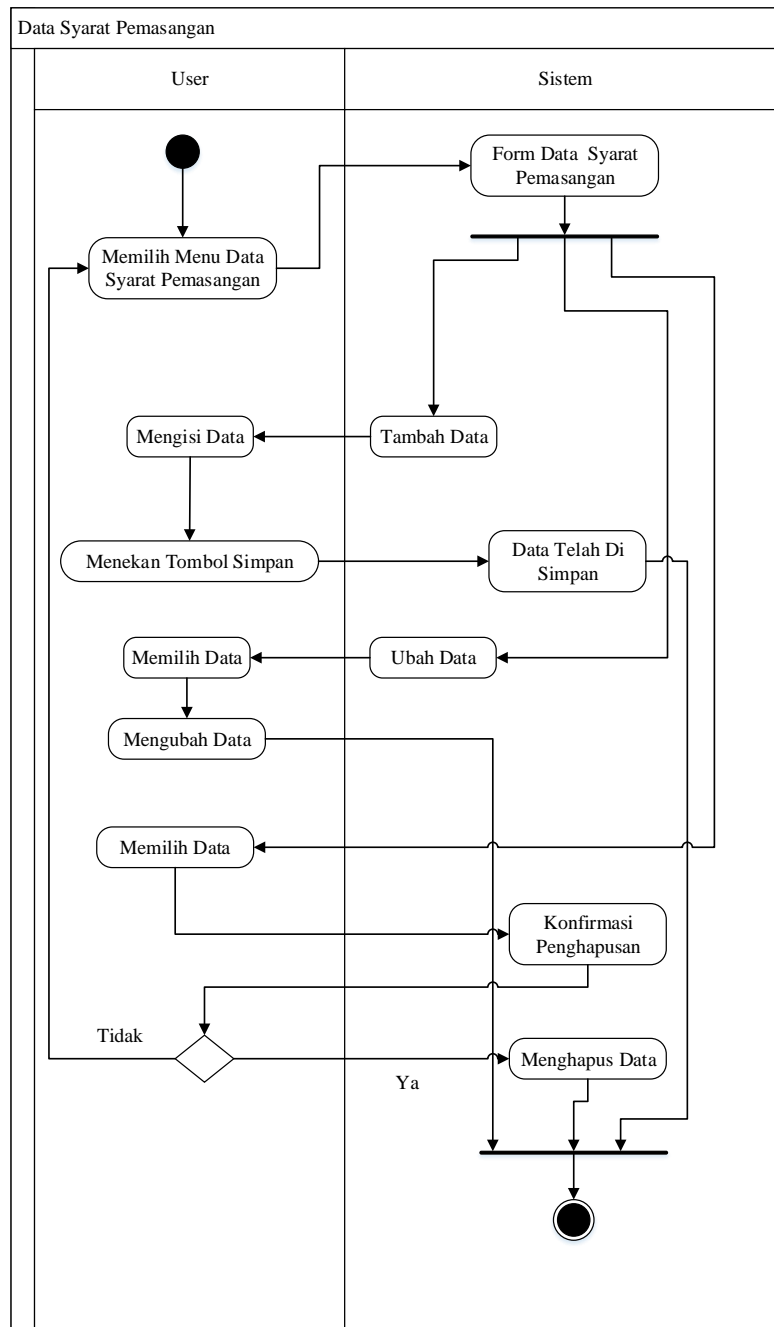 Data Syarat Pemasangan
User
Sistem
Form Data Syarat
Pemasangan
Memilih Menu Data
Syarat Pemasangan
Mengisi Data
Tambah Data
Menekan Tombol Simpan
Data Telah Di
Simpan
Memilih Data
Ubah Data
Mengubah Data
Memilih Data
Konfirmasi
Penghapusan
Tidak
Menghapus Data
Ya